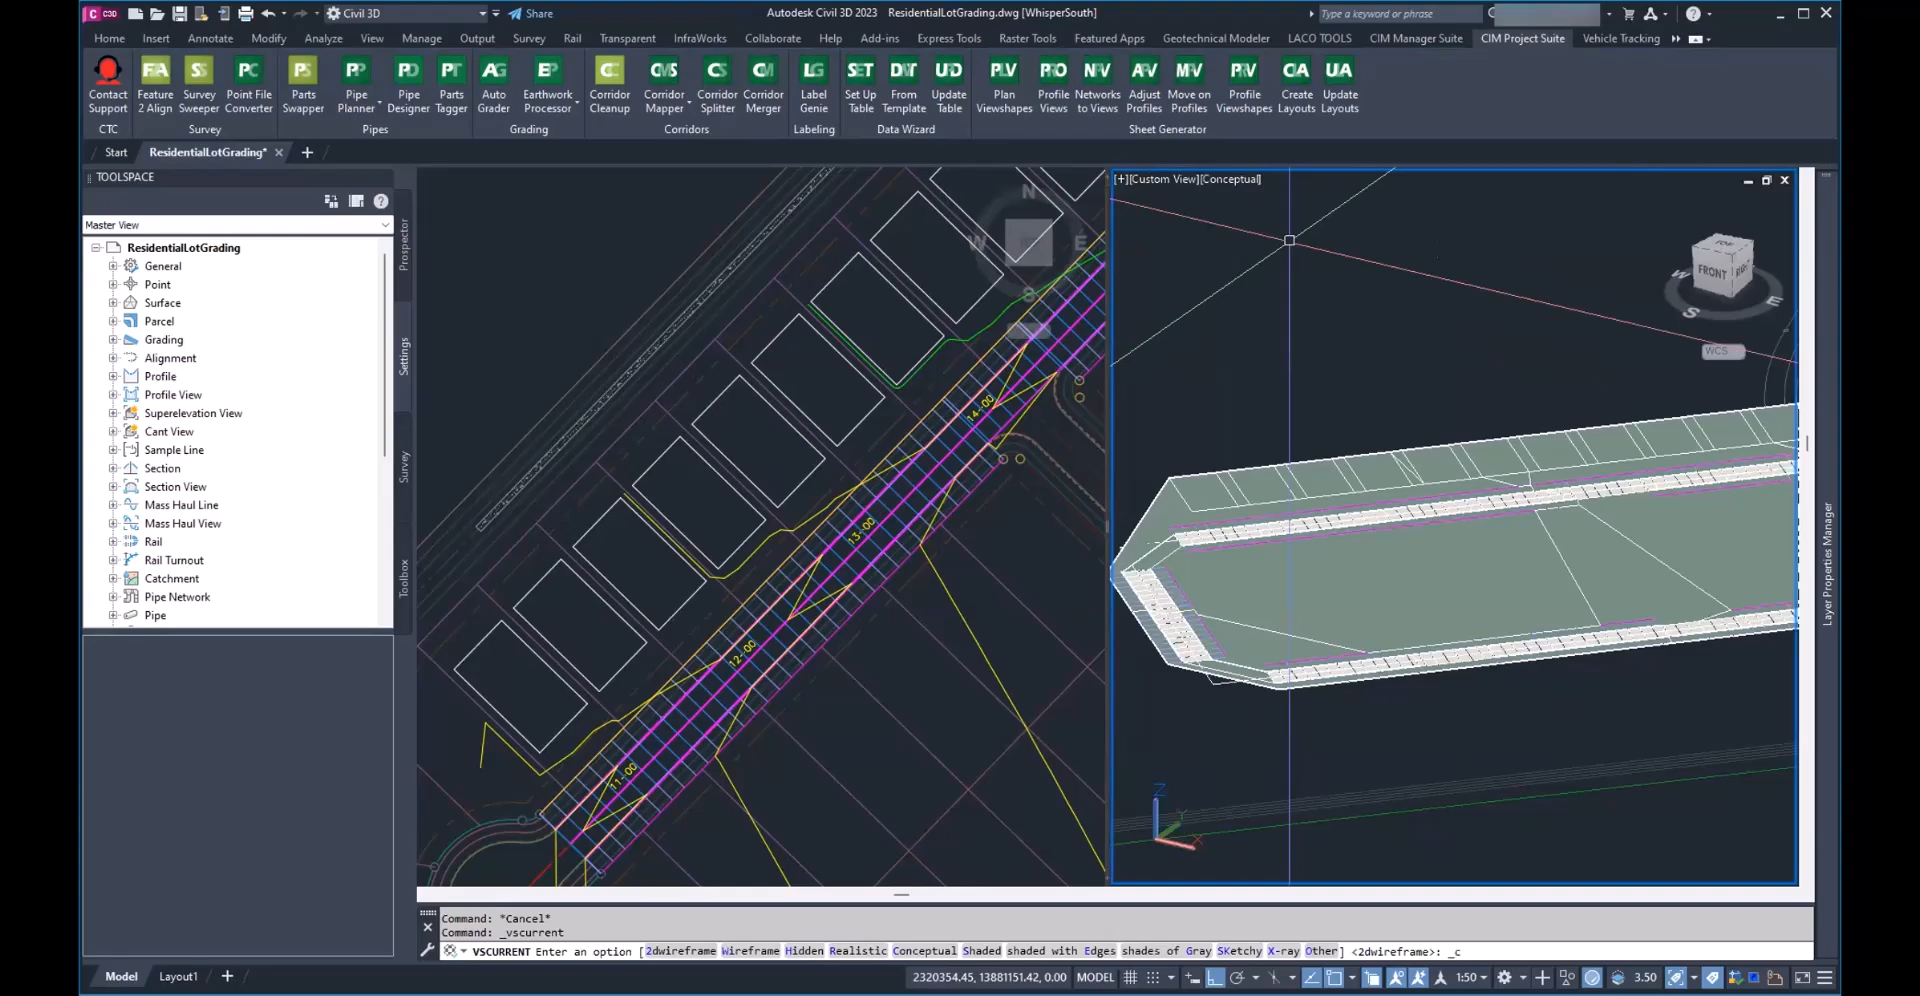 C3D
Civil 3D
Share
Autodesk Civil 3D 2023 ResidentialLotGrading.dwg [WhisperSouth]
Type a keyword or phrase
Home Insert Annotate Modify Analyze View Manage Output Survey Rail Transparent InfraWorks Collaborate Help Add-ins Express Tools Raster Tools Featured Apps Geotechnical Modeler LACO TOOLS CIM Manager Suite CIM Project Suite Vehicle Tracking
Contact Support
Feature 2 Align
Survey Sweeper
Point File Converter
Parts Swapper
Pipe Planner
Pipe Designer
Parts Tagger
Auto Grader
Earthwork Processor
Corridor Cleanup
Corridor Mapper
Corridor Splitter
Corridor Merger
Label Genie
Set Up Table
From Template
Update Table
Plan Viewshapes
Profile Views
Networks to Views
Adjust Profiles
Move on Profiles
Profile Viewshapes
Create Layouts
Update Layouts
CTC Survey Pipes Grading Corridors Labeling Data Wizard Sheet Generator
Start ResidentialLotGrading*
TOOLSPACE
Master View
ResidentialLotGrading
General
Point
Surface
Parcel
Grading
Alignment
Profile
Profile View
Superelevation View
Cant View
Sample Line
Section
Section View
Mass Haul Line
Mass Haul View
Rail
Rail Turnout
Catchment
Pipe Network
Pipe
Prospector
Settings
Survey
Toolbox
N
W E
S
14+00
13+00
12+00
11+00
[+][Custom View][Conceptual]
TOP
FRONT RIGHT
W
E
S
WCS
Z
Y
X
Layer Properties Manager
Command: *Cancel*
Command: _vscurrent
VSCURRENT Enter an option [2dwireframe Wireframe Hidden Realistic Conceptual Shaded shaded with Edges shades of Gray SKetchy X-ray Other] <2dwireframe>: _c
Model Layout1
2320354.45, 13881151.42, 0.00 MODEL 1:50 3.50